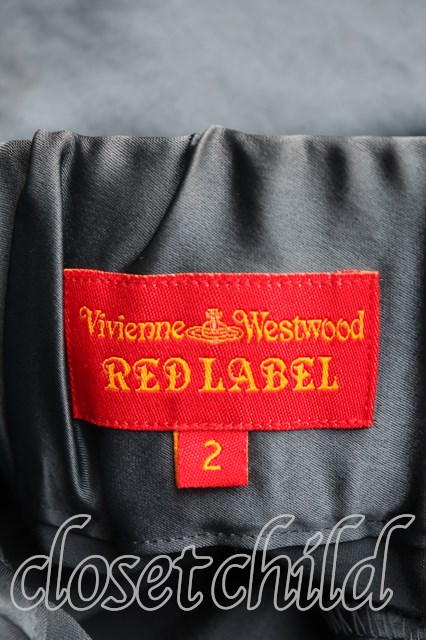 Vivienne Westwood
RED LABEL
2
closetchild